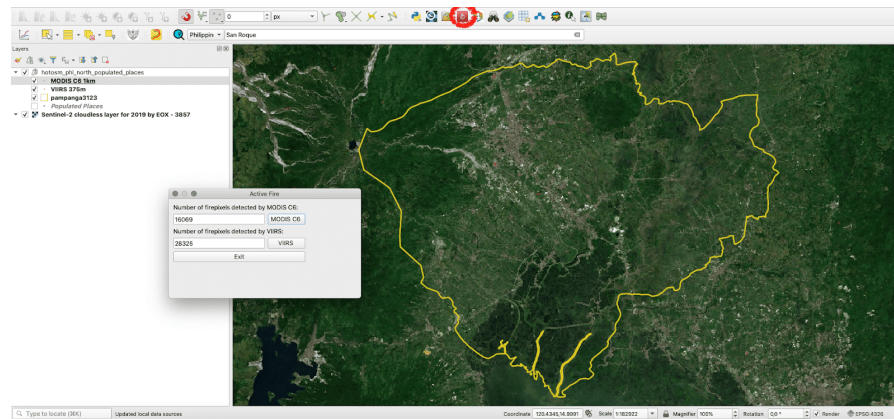 0
px
Philippin
San Roque
Layers
hotosm_phl_north_populated_places
MODIS C6 1km
VIIRS 375m
pampanga3123
Populated Places
Sentinel-2 cloudless layer for 2019 by EOX - 3857
Active Fire
Number of firepixels detected by MODIS C6:
16069
MODIS C6
Number of firepixels detected by VIIRS:
28325
VIIRS
Exit
Type to locate (⌘K)
Updated local data sources
Coordinate
120.4345,14.9991
Scale
1:182922
Magnifier
100%
Rotation
0,0 °
Render
EPSG:4326